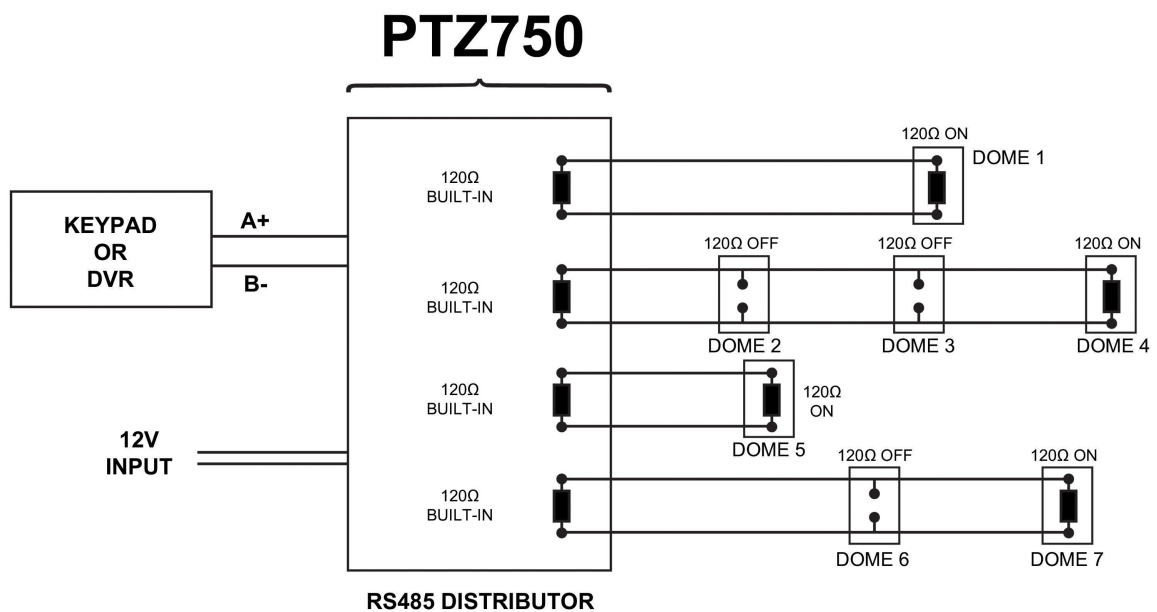 PTZ750
120Ω ON
DOME 1
120Ω
BUILT-IN
KEYPAD
OR
DVR
A+
B-
120Ω OFF
120Ω OFF
120Ω ON
120Ω
BUILT-IN
DOME 2
DOME 3
DOME 4
120Ω
BUILT-IN
120Ω
ON
DOME 5
12V
INPUT
120Ω OFF
120Ω ON
120Ω
BUILT-IN
DOME 6
DOME 7
RS485 DISTRIBUTOR